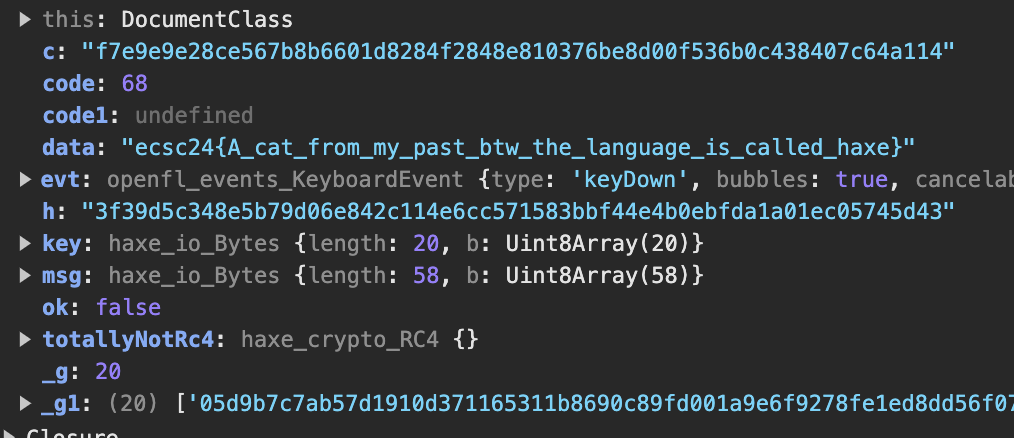 ▶ this: DocumentClass
c: "f7e9e9e28ce567b8b6601d8284f2848e810376be8d00f536b0c438407c64a114"
code: 68
code1: undefined
data: "ecsc24{A_cat_from_my_past_btw_the_language_is_called_haxe}"
▶ evt: openfl_events_KeyboardEvent {type: 'keyDown', bubbles: true, cancelab
h: "3f39d5c348e5b79d06e842c114e6cc571583bbf44e4b0ebfda1a01ec05745d43"
▶ key: haxe_io_Bytes {length: 20, b: Uint8Array(20)}
▶ msg: haxe_io_Bytes {length: 58, b: Uint8Array(58)}
ok: false
▶ totallyNotRc4: haxe_crypto_RC4 {}
_g: 20
▶ _g1: (20) ['05d9b7c7ab57d1910d371165311b8690c89fd001a9e6f9278fe1ed8dd56f07
▶ Closure